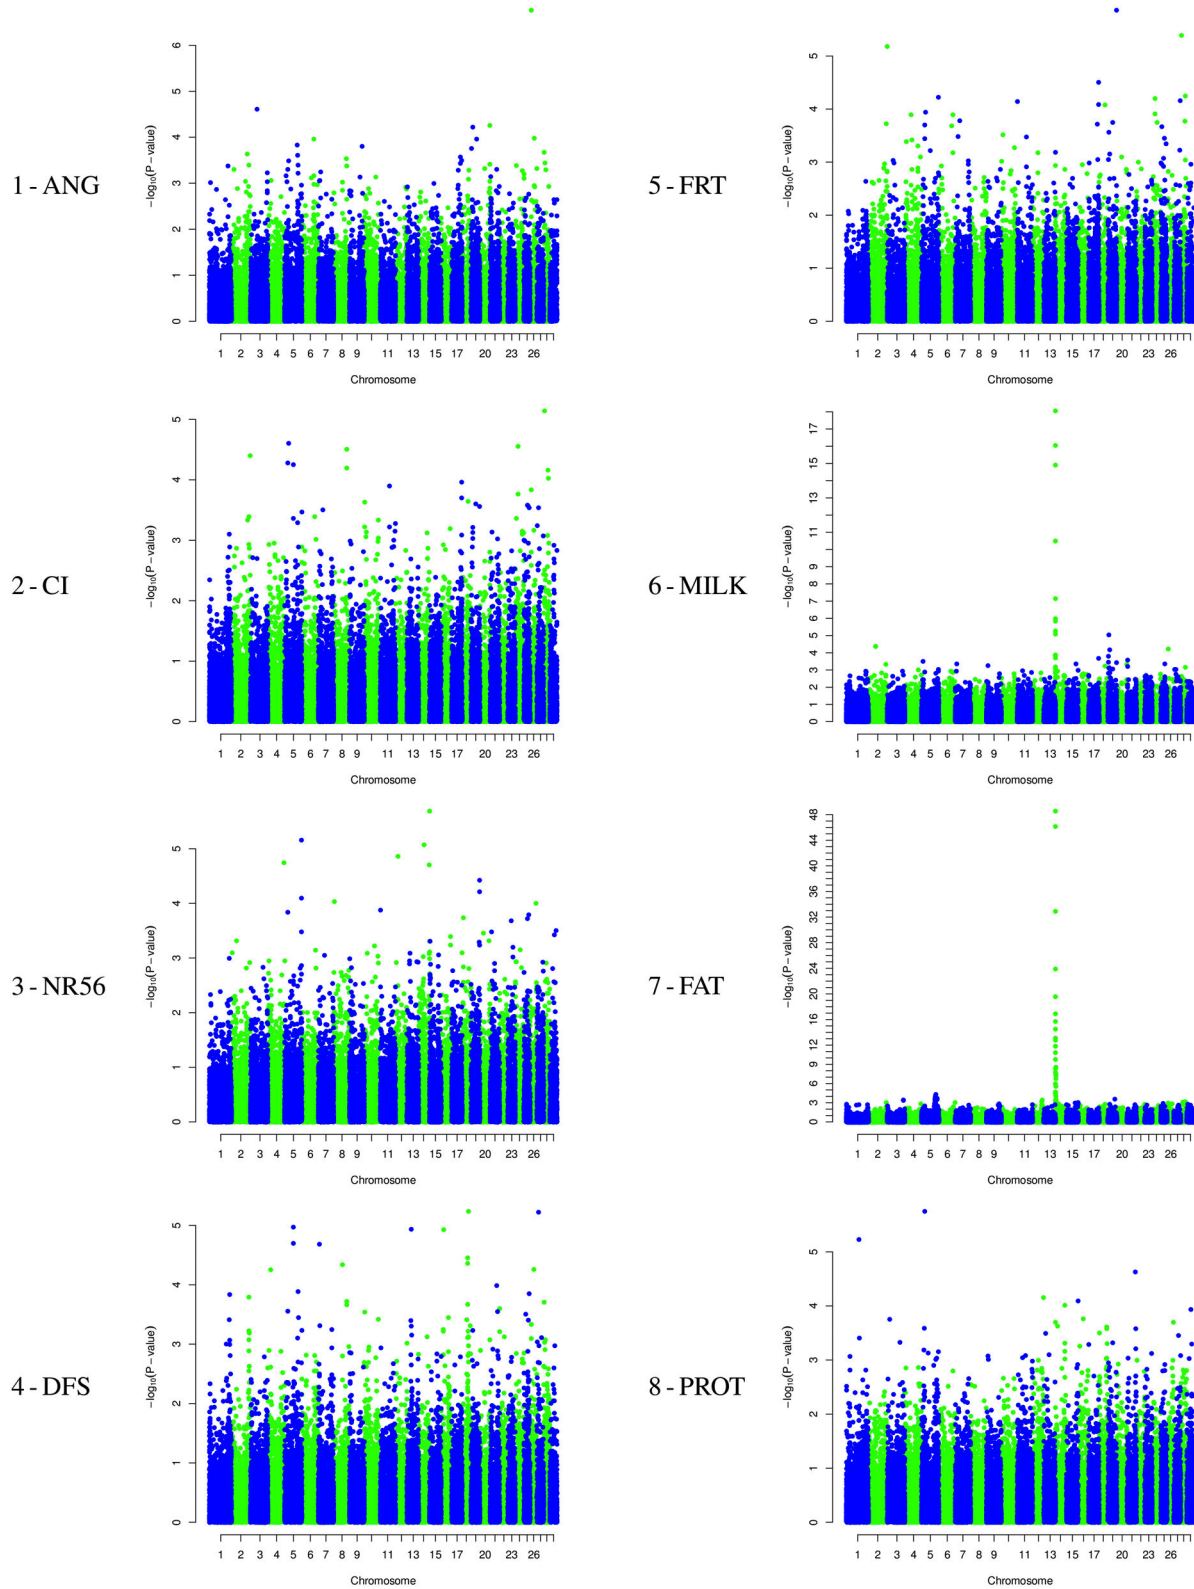 1 - ANG
−log₁₀(P − value)
0 1 2 3 4 5 6
1 2 3 4 5 6 7 8 9 11 13 15 17 20 23 26
Chromosome
2 - CI
−log₁₀(P − value)
0 1 2 3 4 5
1 2 3 4 5 6 7 8 9 11 13 15 17 20 23 26
Chromosome
3 - NR56
−log₁₀(P − value)
0 1 2 3 4 5
1 2 3 4 5 6 7 8 9 11 13 15 17 20 23 26
Chromosome
4 - DFS
−log₁₀(P − value)
0 1 2 3 4 5
1 2 3 4 5 6 7 8 9 11 13 15 17 20 23 26
Chromosome
5 - FRT
−log₁₀(P − value)
0 1 2 3 4 5
1 2 3 4 5 6 7 8 9 11 13 15 17 20 23 26
Chromosome
6 - MILK
−log₁₀(P − value)
0 1 2 3 4 5 6 7 8 9 11 13 15 17
1 2 3 4 5 6 7 8 9 11 13 15 17 20 23 26
Chromosome
7 - FAT
−log₁₀(P − value)
0 3 6 9 12 16 20 24 28 32 36 40 44 48
1 2 3 4 5 6 7 8 9 11 13 15 17 20 23 26
Chromosome
8 - PROT
−log₁₀(P − value)
0 1 2 3 4 5
1 2 3 4 5 6 7 8 9 11 13 15 17 20 23 26
Chromosome